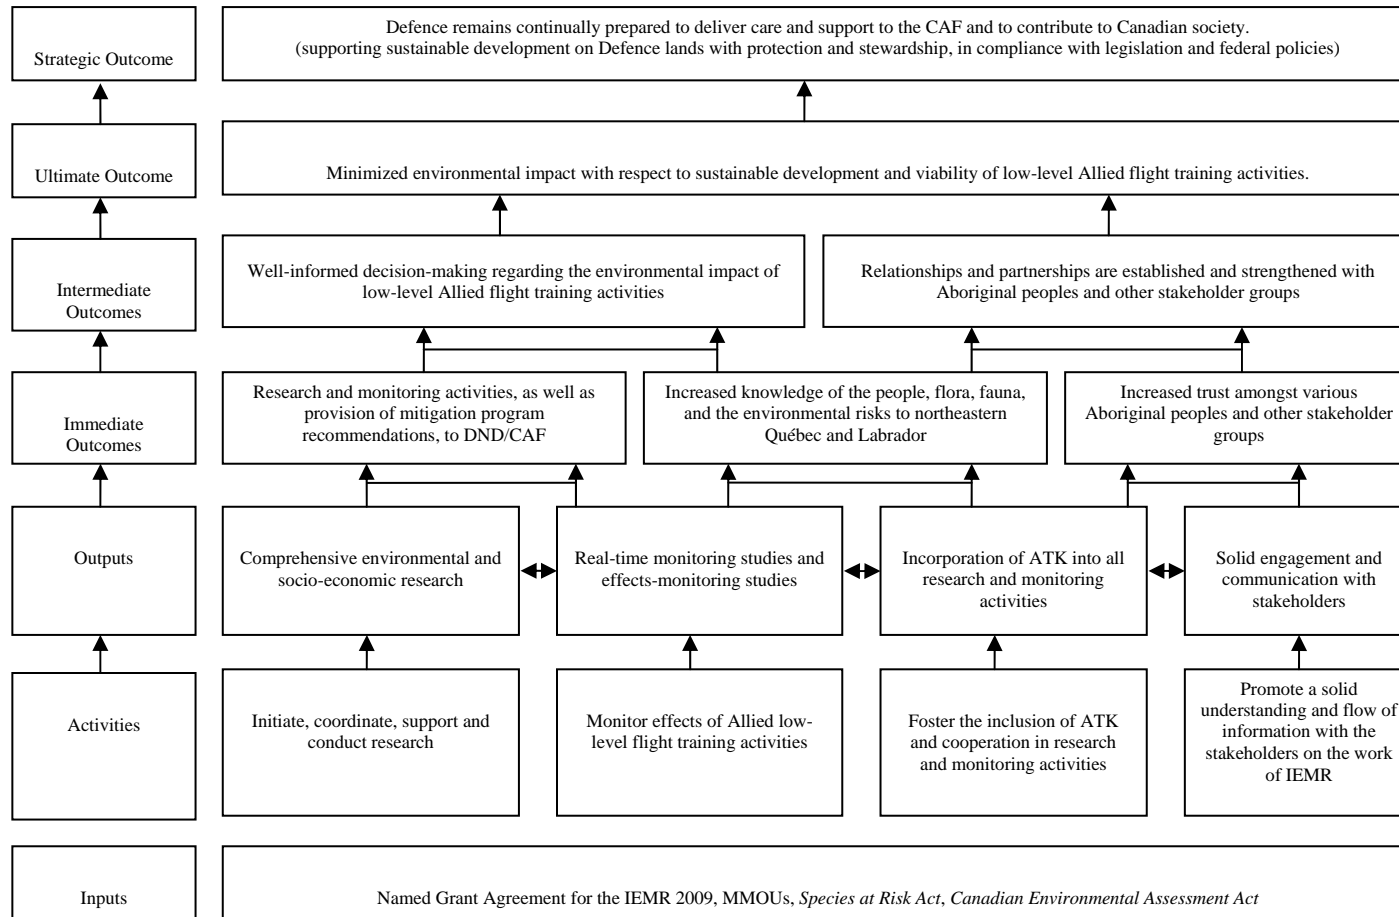 Strategic Outcome
Defence remains continually prepared to deliver care and support to the CAF and to contribute to Canadian society.
(supporting sustainable development on Defence lands with protection and stewardship, in compliance with legislation and federal policies)
Ultimate Outcome
Minimized environmental impact with respect to sustainable development and viability of low-level Allied flight training activities.
Intermediate
Outcomes
Well-informed decision-making regarding the environmental impact of
low-level Allied flight training activities
Relationships and partnerships are established and strengthened with
Aboriginal peoples and other stakeholder groups
Immediate
Outcomes
Research and monitoring activities, as well as
provision of mitigation program
recommendations, to DND/CAF
Increased knowledge of the people, flora, fauna,
and the environmental risks to northeastern
Québec and Labrador
Increased trust amongst various
Aboriginal peoples and other stakeholder
groups
Outputs
Comprehensive environmental and
socio-economic research
Real-time monitoring studies and
effects-monitoring studies
Incorporation of ATK into all
research and monitoring
activities
Solid engagement and
communication with
stakeholders
Activities
Initiate, coordinate, support and
conduct research
Monitor effects of Allied low-
level flight training activities
Foster the inclusion of ATK
and cooperation in research
and monitoring activities
Promote a solid
understanding and flow of
information with the
stakeholders on the work
of IEMR
Inputs
Named Grant Agreement for the IEMR 2009, MMOUs, Species at Risk Act, Canadian Environmental Assessment Act